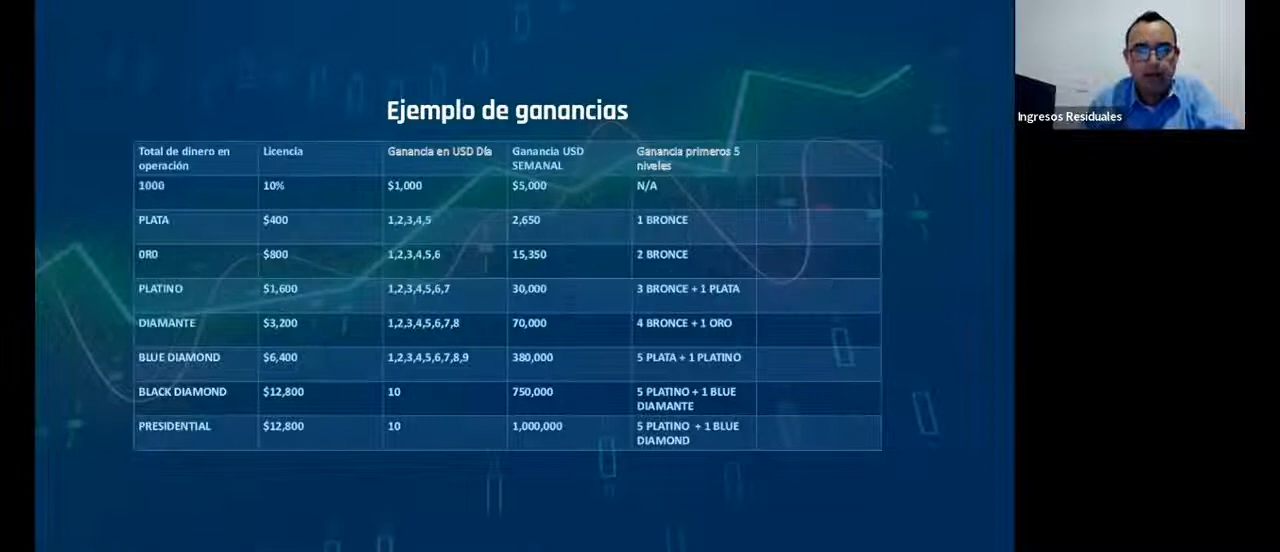 Ejemplo de ganancias
Ingresos Residuales
Total de dinero en operación Licencia Ganancia en USD Día Ganancia USD SEMANAL Ganancia primeros 5 niveles
1000 10% $1,000 $5,000 N/A
PLATA $400 1,2,3,4,5 2,650 1 BRONCE
ORO $800 1,2,3,4,5,6 15,350 2 BRONCE
PLATINO $1,600 1,2,3,4,5,6,7 30,000 3 BRONCE + 1 PLATA
DIAMANTE $3,200 1,2,3,4,5,6,7,8 70,000 4 BRONCE + 1 ORO
BLUE DIAMOND $6,400 1,2,3,4,5,6,7,8,9 380,000 5 PLATA + 1 PLATINO
BLACK DIAMOND $12,800 10 750,000 5 PLATINO + 1 BLUE DIAMANTE
PRESIDENTIAL $12,800 10 1,000,000 5 PLATINO + 1 BLUE DIAMOND